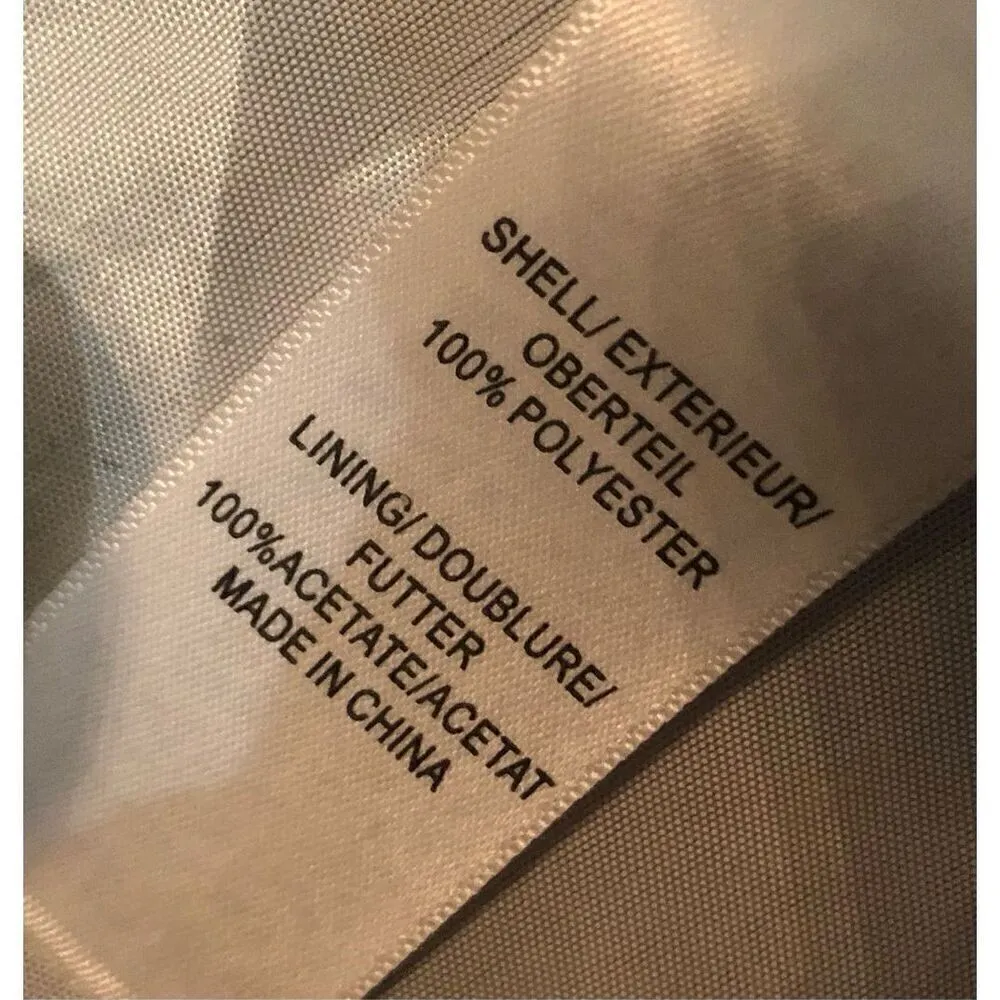 SHELL/ EXTERIEUR/
OBERTEIL
100% POLYESTER
LINING/ DOUBLURE/
FUTTER
100%ACETATE/ACETAT
MADE IN CHINA